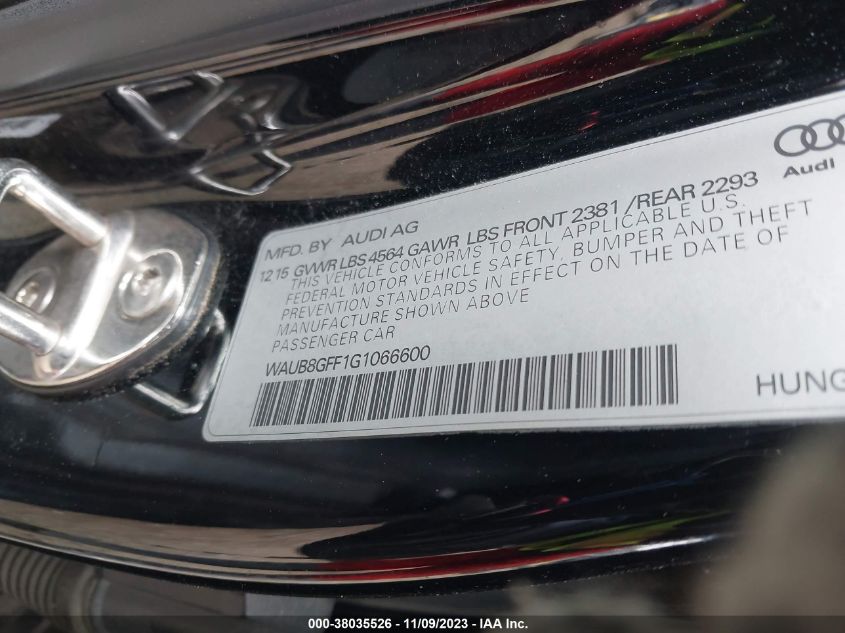 Audi
MFD. BY AUDI AG
12 15 GVWR LBS 4564 GAWR LBS FRONT 2381 /REAR 2293
THIS VEHICLE CONFORMS TO ALL APPLICABLE U.S.
FEDERAL MOTOR VEHICLE SAFETY, BUMPER AND THEFT
PREVENTION STANDARDS IN EFFECT ON THE DATE OF
MANUFACTURE SHOWN ABOVE
PASSENGER CAR
WAUB8GFF1G1066600
HUNG
000-38035526 - 11/09/2023 - IAA Inc.